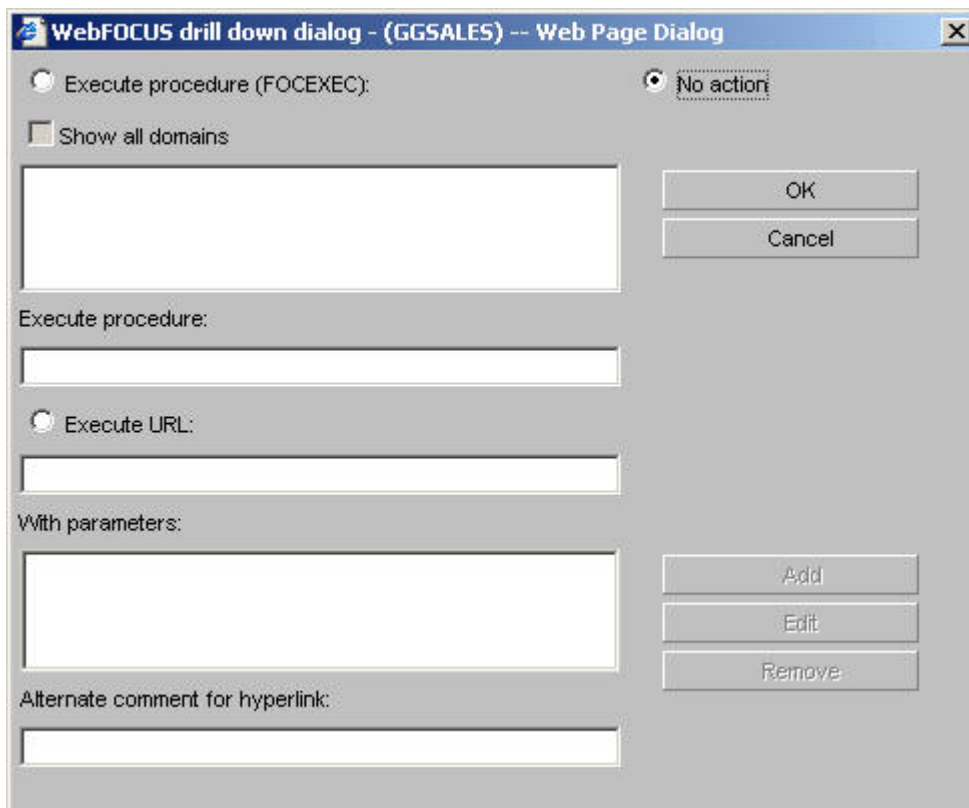 WebFOCUS drill down dialog - (GGSALES) -- Web Page Dialog
Execute procedure (FOCEXEC):
No action
Show all domains
OK
Cancel
Execute procedure:
Execute URL:
With parameters:
Add
Edit
Remove
Alternate comment for hyperlink: